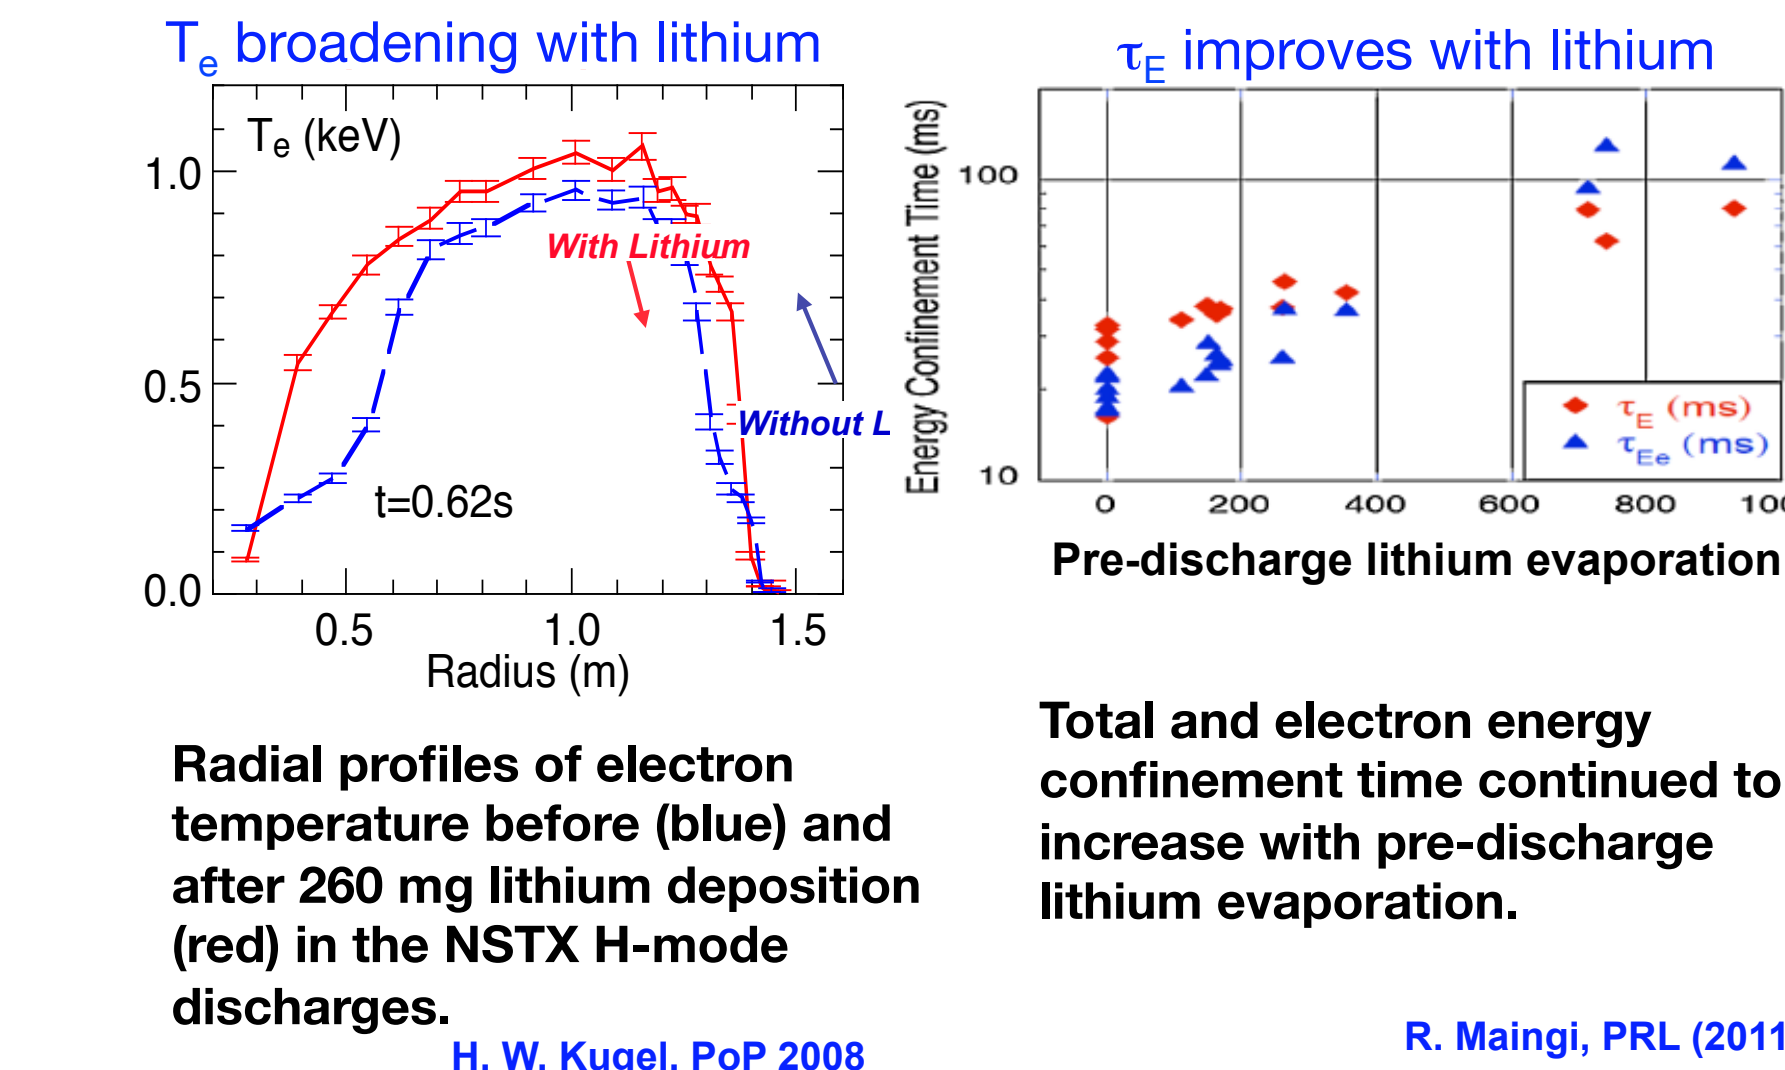 Te broadening with lithium
Te (keV)
1.0
0.5
0.0
With Lithium
Without L
t=0.62s
0.5 1.0 1.5
Radius (m)
Radial profiles of electron
temperature before (blue) and
after 260 mg lithium deposition
(red) in the NSTX H-mode
discharges.
H. W. Kugel. PoP 2008
τE improves with lithium
Energy Confinement Time (ms)
100
10
τE (ms)
τEe (ms)
0 200 400 600 800 100
Pre-discharge lithium evaporation
Total and electron energy
confinement time continued to
increase with pre-discharge
lithium evaporation.
R. Maingi, PRL (2011